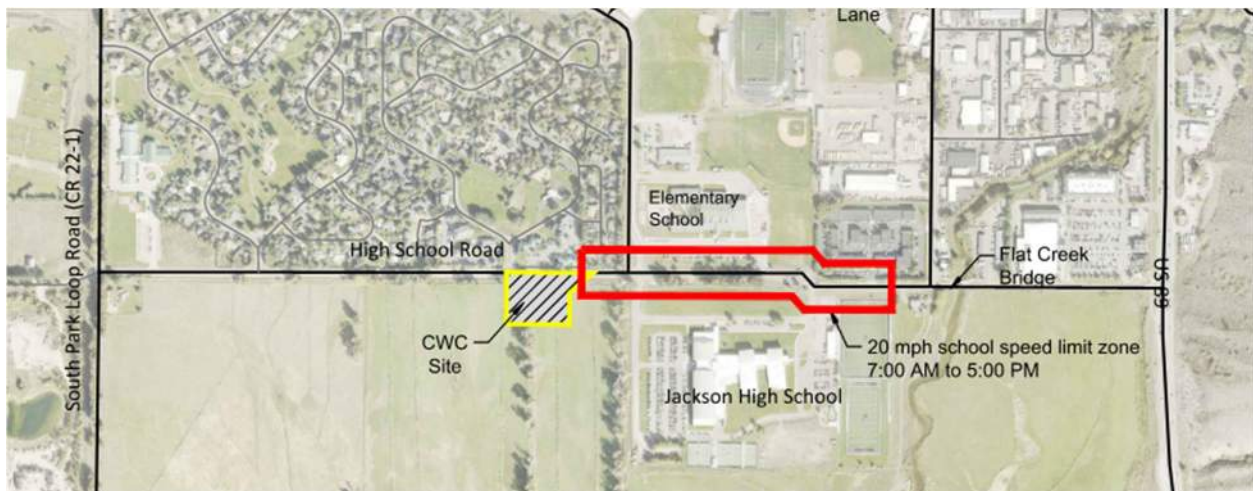 Lane
South Park Loop Road (CR 22-1)
Elementary
School
High School Road
Flat Creek
Bridge
US 89
CWC
Site
20 mph school speed limit zone
7:00 AM to 5:00 PM
Jackson High School